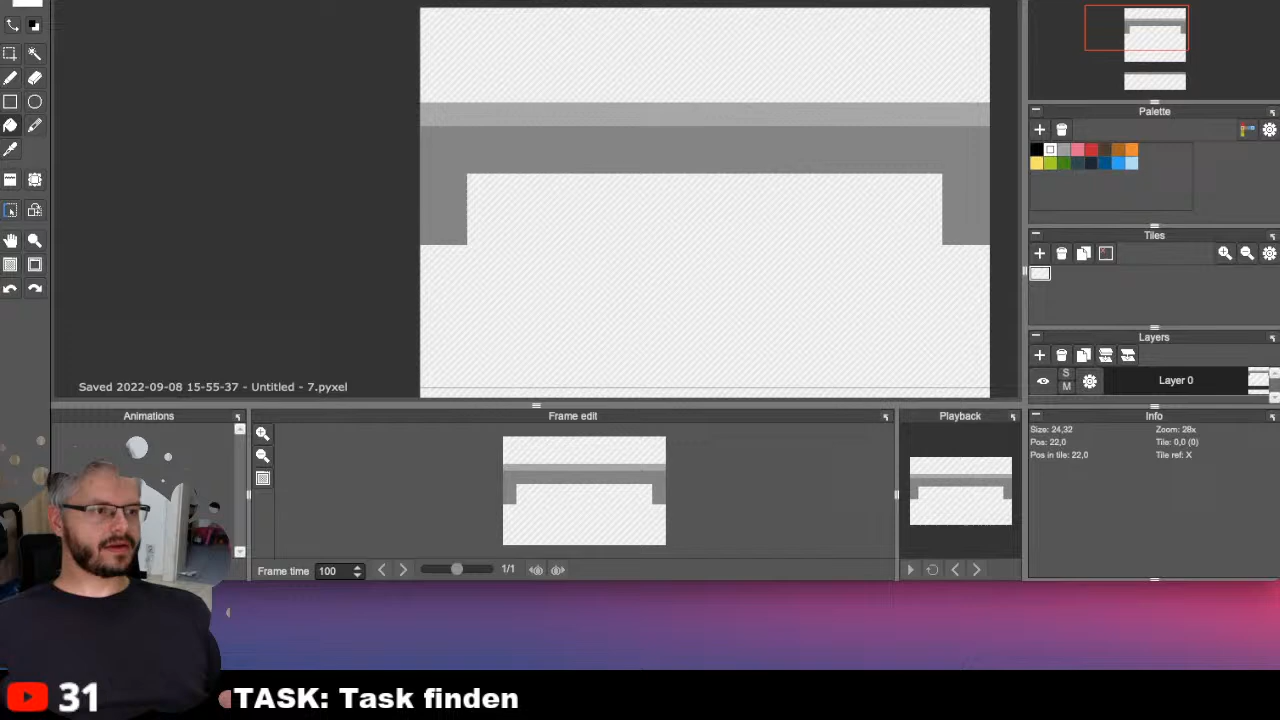 Palette
Tiles
Layers
S
M
Layer 0
Saved 2022-09-08 15-55-37 - Untitled - 7.pyxel
Animations
Frame edit
Playback
Info
Size: 24,32
Zoom: 28x
Pos: 22,0
Tile: 0,0 (0)
Pos in tile: 22,0
Tile ref: X
Frame time
100
1/1
31
TASK: Task finden